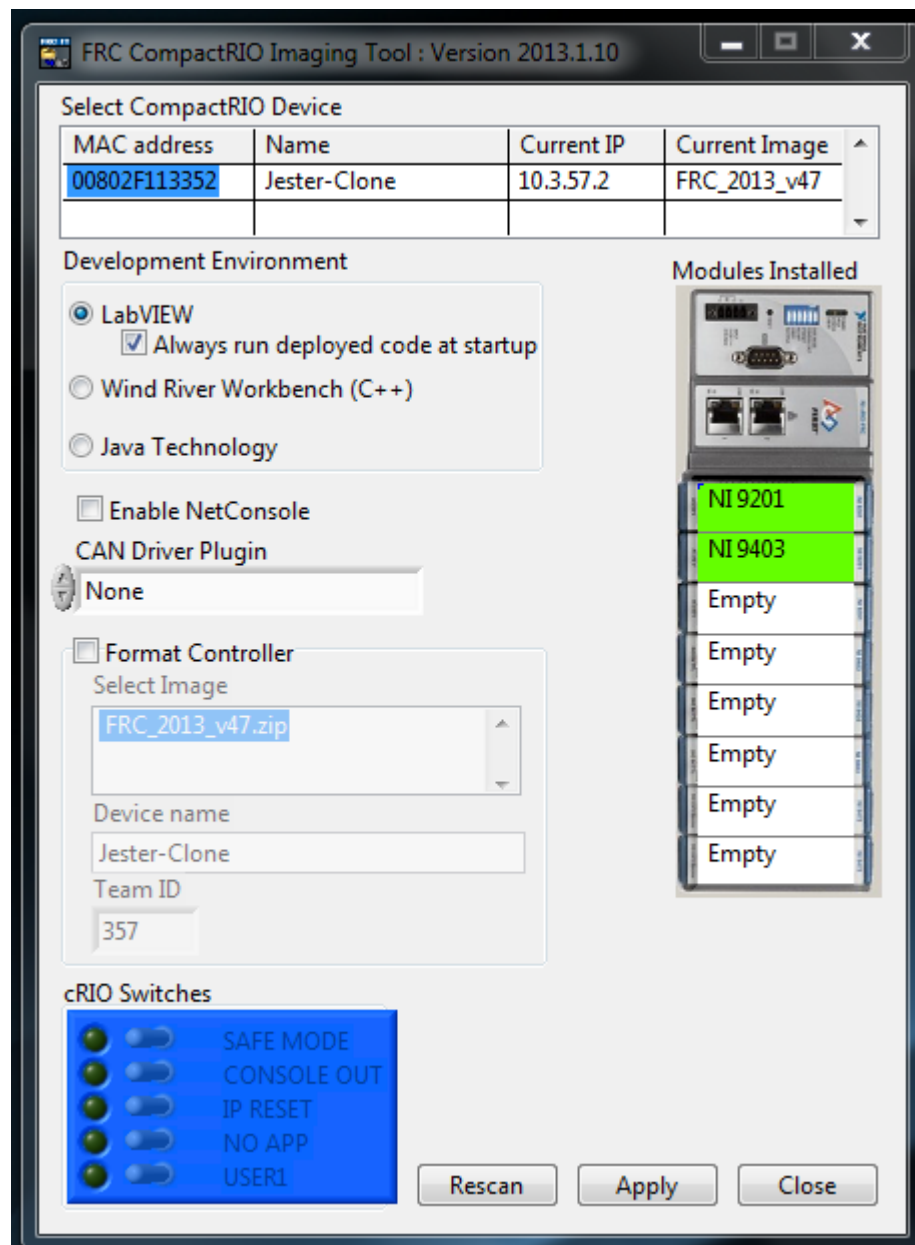 FRC CompactRIO Imaging Tool : Version 2013.1.10
Select CompactRIO Device
MAC address Name Current IP Current Image
00802F113352 Jester-Clone 10.3.57.2 FRC_2013_v47
Development Environment
Modules Installed
LabVIEW
Always run deployed code at startup
Wind River Workbench (C++)
Java Technology
Enable NetConsole
CAN Driver Plugin
None
NI 9201
NI 9403
Empty
Empty
Empty
Empty
Empty
Empty
Format Controller
Select Image
FRC_2013_v47.zip
Device name
Jester-Clone
Team ID
357
cRIO Switches
SAFE MODE
CONSOLE OUT
IP RESET
NO APP
USER1
Rescan Apply Close